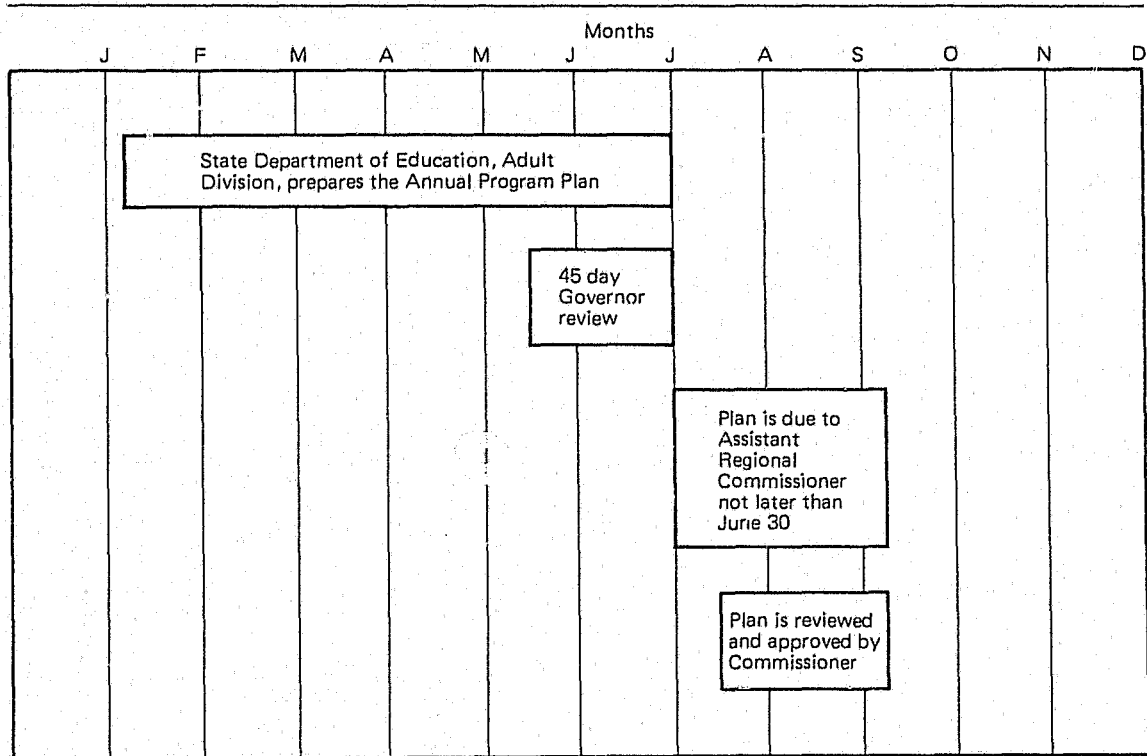 Months
J F M A M J J A S O N D
State Department of Education, Adult
Division, prepares the Annual Program Plan
45 day
Governor
review
Plan is due to
Assistant
Regional
Commissioner
not later than
June 30
Plan is reviewed
and approved by
Commissioner